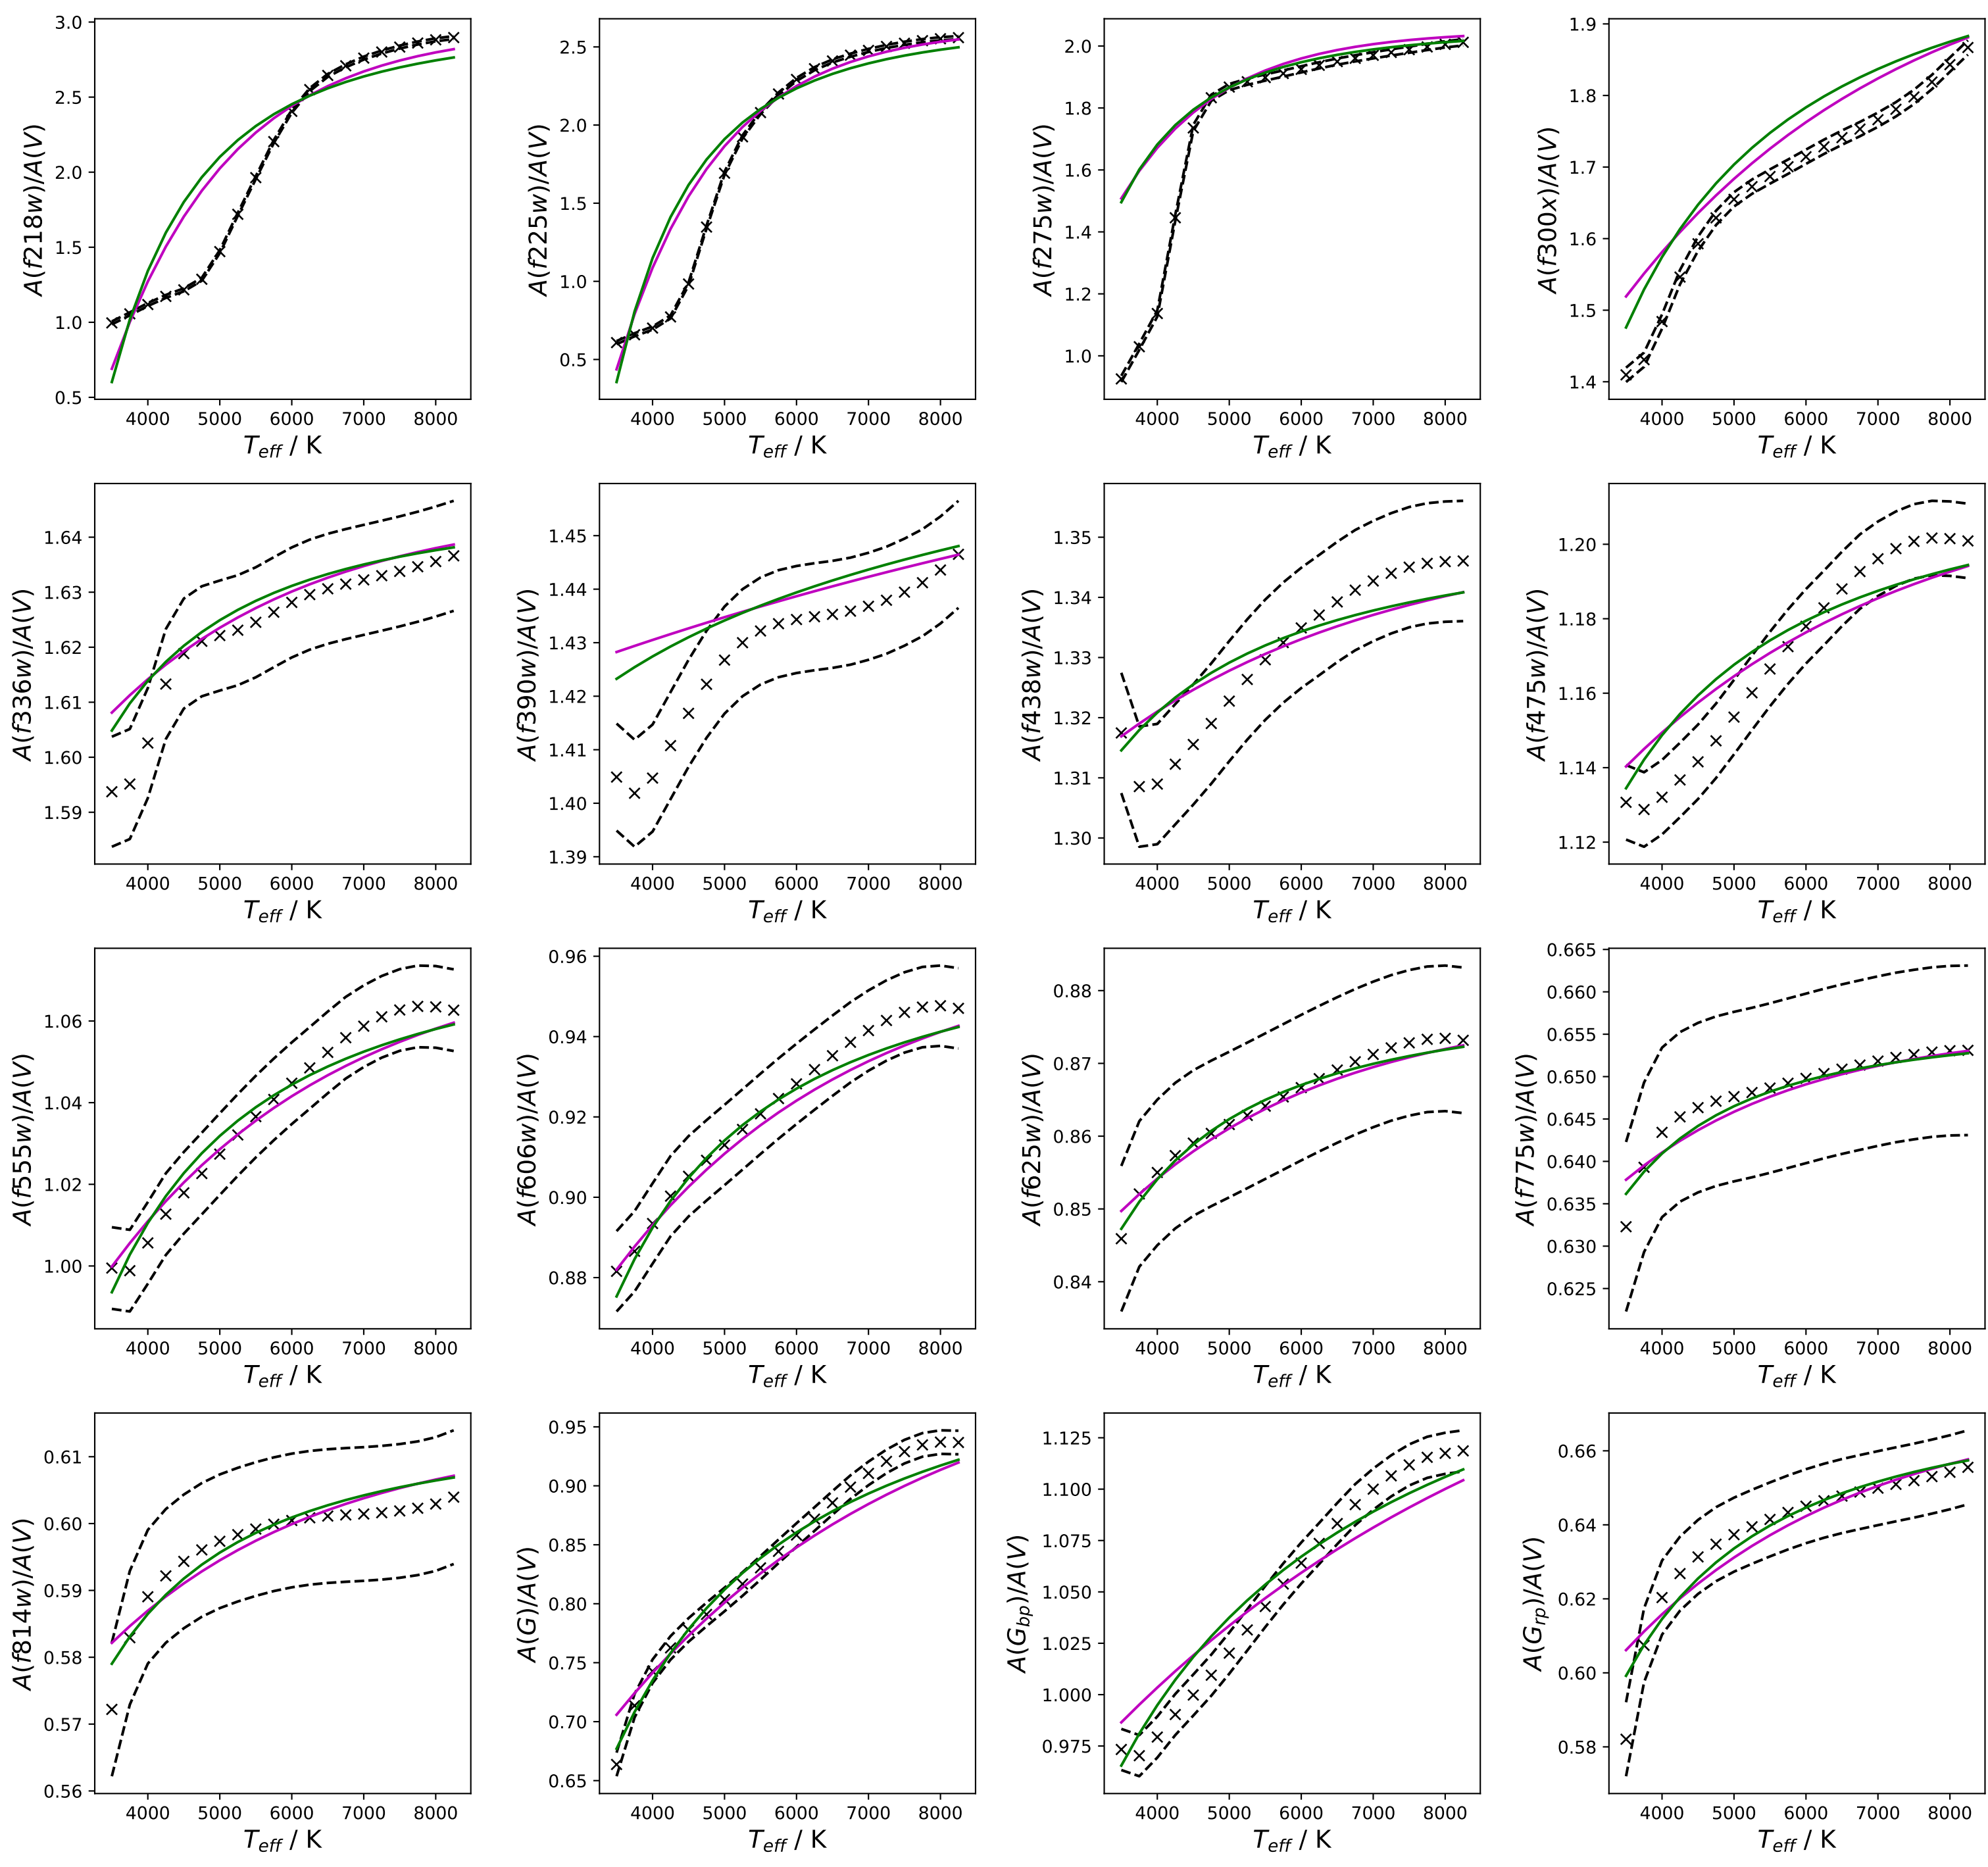 3.0
2.5
2.0
1.5
1.0
0.5
A(f218w)/A(V)
4000 5000 6000 7000 8000
T_eff / K
2.5
2.0
1.5
1.0
0.5
A(f225w)/A(V)
4000 5000 6000 7000 8000
T_eff / K
2.0
1.8
1.6
1.4
1.2
1.0
A(f275w)/A(V)
4000 5000 6000 7000 8000
T_eff / K
1.9
1.8
1.7
1.6
1.5
1.4
A(f300x)/A(V)
4000 5000 6000 7000 8000
T_eff / K
1.64
1.63
1.62
1.61
1.60
1.59
A(f336w)/A(V)
4000 5000 6000 7000 8000
T_eff / K
1.45
1.44
1.43
1.42
1.41
1.40
1.39
A(f390w)/A(V)
4000 5000 6000 7000 8000
T_eff / K
1.35
1.34
1.33
1.32
1.31
1.30
A(f438w)/A(V)
4000 5000 6000 7000 8000
T_eff / K
1.20
1.18
1.16
1.14
1.12
A(f475w)/A(V)
4000 5000 6000 7000 8000
T_eff / K
1.06
1.04
1.02
1.00
A(f555w)/A(V)
4000 5000 6000 7000 8000
T_eff / K
0.96
0.94
0.92
0.90
0.88
A(f606w)/A(V)
4000 5000 6000 7000 8000
T_eff / K
0.88
0.87
0.86
0.85
0.84
A(f625w)/A(V)
4000 5000 6000 7000 8000
T_eff / K
0.665
0.660
0.655
0.650
0.645
0.640
0.635
0.630
0.625
A(f775w)/A(V)
4000 5000 6000 7000 8000
T_eff / K
0.61
0.60
0.59
0.58
0.57
0.56
A(f814w)/A(V)
4000 5000 6000 7000 8000
T_eff / K
0.95
0.90
0.85
0.80
0.75
0.70
0.65
A(G)/A(V)
4000 5000 6000 7000 8000
T_eff / K
1.125
1.100
1.075
1.050
1.025
1.000
0.975
A(G_bp)/A(V)
4000 5000 6000 7000 8000
T_eff / K
0.66
0.64
0.62
0.60
0.58
A(G_rp)/A(V)
4000 5000 6000 7000 8000
T_eff / K